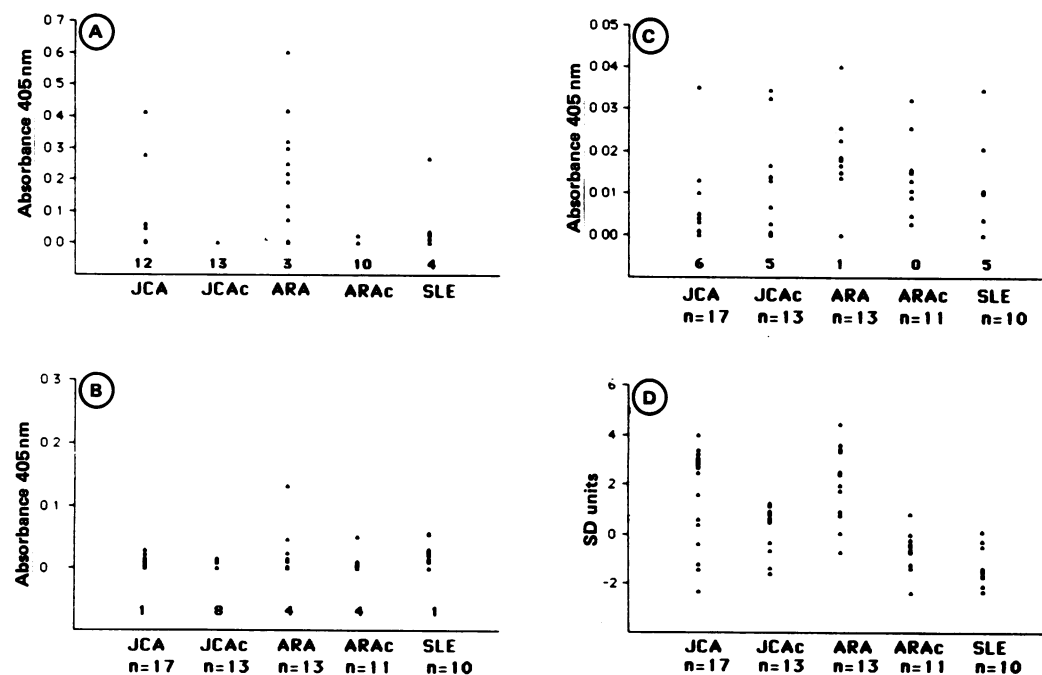 A
Absorbance 405nm
0 7
0 6
0 5
0 4
0 3
0 2
0 1
0 0
12 13 3 10 4
JCA JCAc ARA ARAc SLE
C
Absorbance 405nm
0 05
0 04
0 03
0 02
0 01
0 00
6 5 1 0 5
JCA JCAc ARA ARAc SLE
n=17 n=13 n=13 n=11 n=10
B
Absorbance 405nm
0 3
0 2
0 1
0
1 8 4 4 1
JCA JCAc ARA ARAc SLE
n=17 n=13 n=13 n=11 n=10
D
SD units
6
4
2
0
-2
JCA JCAc ARA ARAc SLE
n=17 n=13 n=13 n=11 n=10